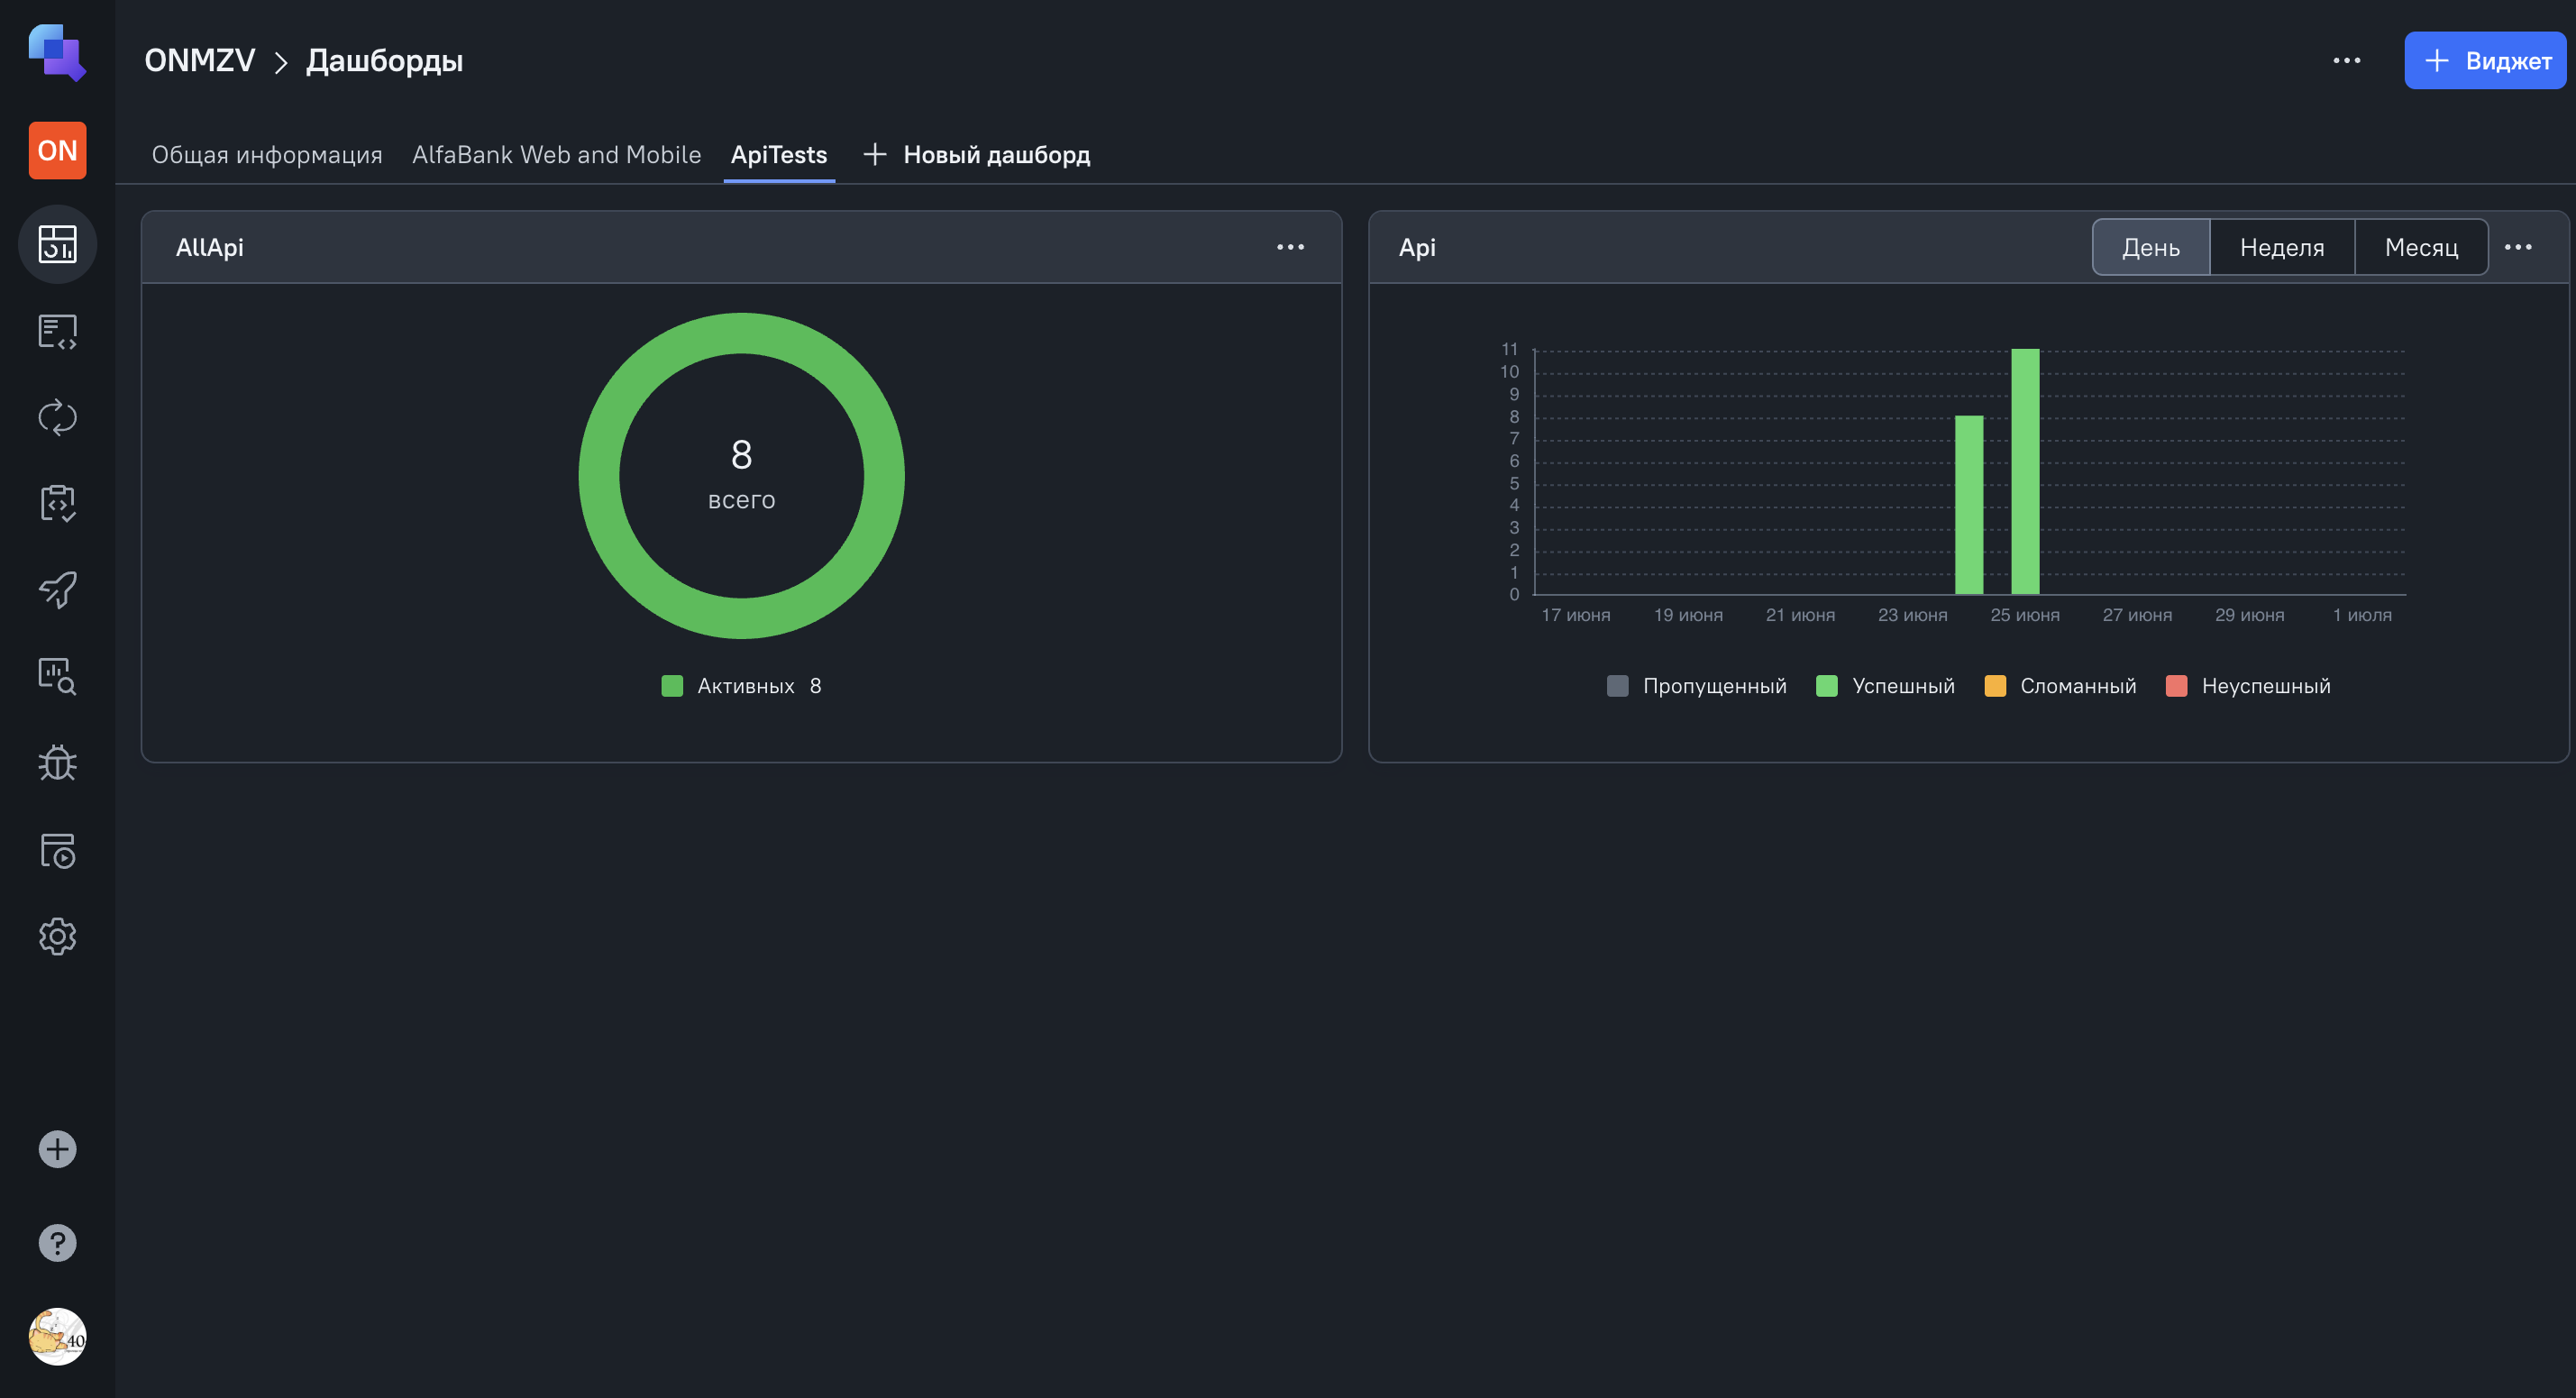 ONMZV > Дашборды
... + Виджет
ON
Общая информация AlfaBank Web and Mobile ApiTests + Новый дашборд
AllApi
8
всего
Активных 8
Api
День Неделя Месяц
11
10
9
8
7
6
5
4
3
2
1
0
17 июня 19 июня 21 июня 23 июня 25 июня 27 июня 29 июня 1 июля
Пропущенный Успешный Сломанный Неуспешный
?
40